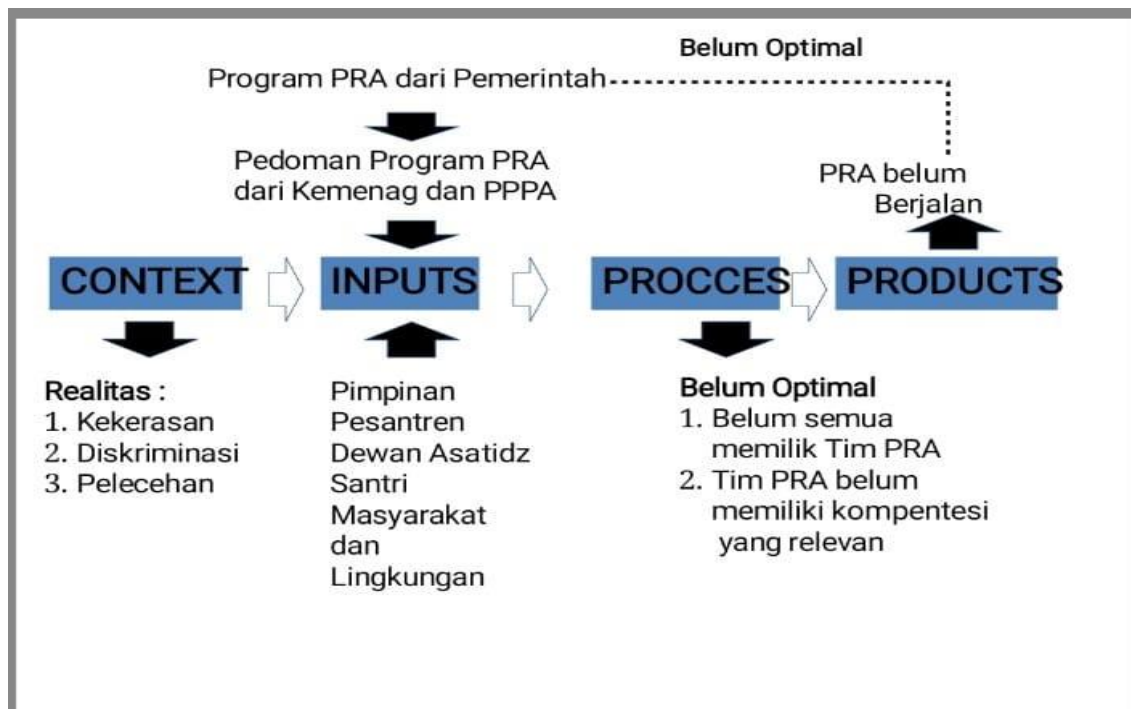 Belum Optimal
Program PRA dari Pemerintah
Pedoman Program PRA
dari Kemenag dan PPPA
PRA belum
Berjalan
CONTEXT
INPUTS
PROCCES
PRODUCTS
Realitas :
1. Kekerasan
2. Diskriminasi
3. Pelecehan
Pimpinan
Pesantren
Dewan Asatidz
Santri
Masyarakat
dan
Lingkungan
Belum Optimal
1. Belum semua
memilik Tim PRA
2. Tim PRA belum
memiliki kompentesi
yang relevan